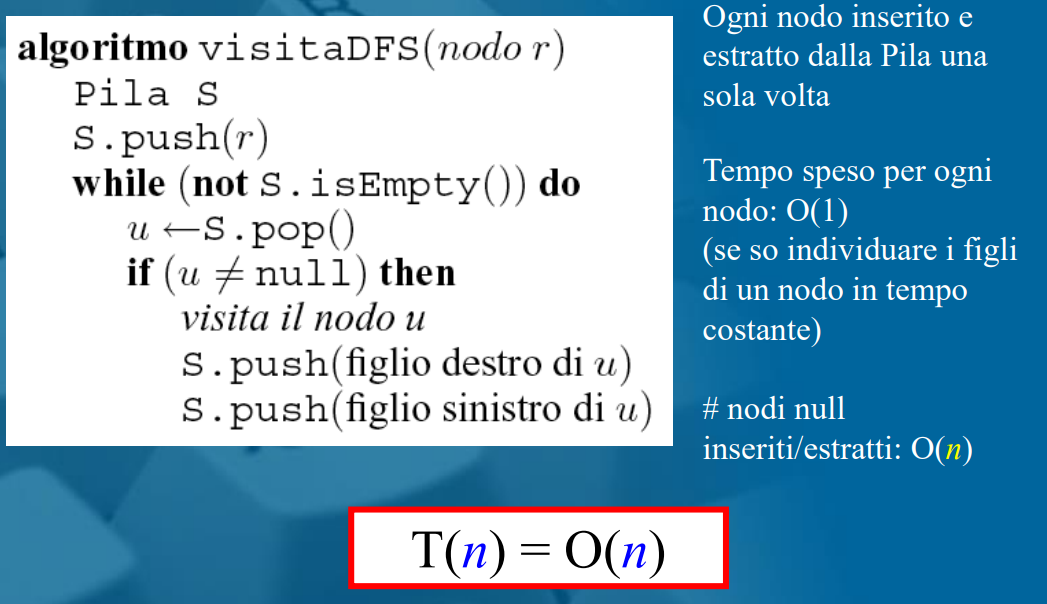 algoritmo visitaDFS(nodo r)
Pila S
S.push(r)
while (not S.isEmpty()) do
u ←S.pop()
if (u ≠ null) then
visita il nodo u
S.push(figlio destro di u)
S.push(figlio sinistro di u)
Ogni nodo inserito e
estratto dalla Pila una
sola volta
Tempo speso per ogni
nodo: O(1)
(se so individuare i figli
di un nodo in tempo
costante)
# nodi null
inseriti/estratti: O(n)
T(n) = O(n)